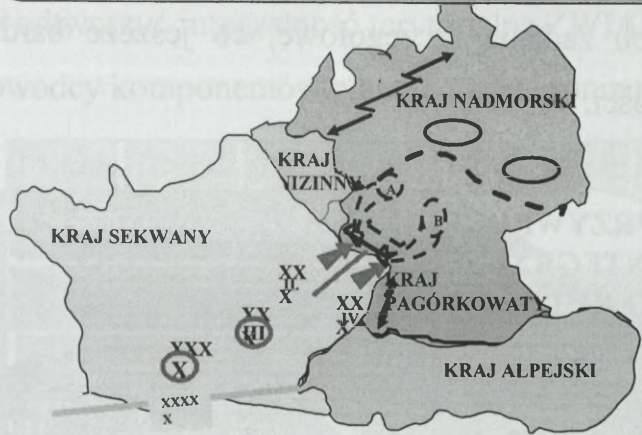 KRAJ NADMORSKI
KRAJ
NIZINNY
A
B
KRAJ SEKWANY
XX
II
X
KRAJ
PAGÓRKOWATY
XX
IV
X
XX
III
XXX
X
XXXX
X
KRAJ ALPEJSKI